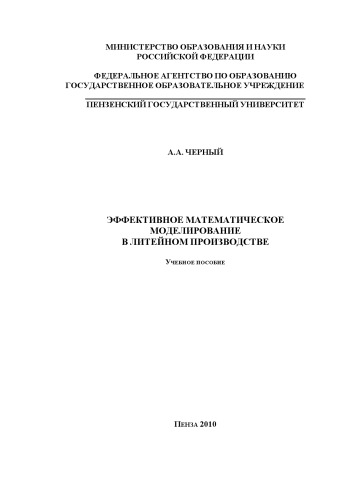 МИНИСТЕРСТВО ОБРАЗОВАНИЯ И НАУКИ
РОССИЙСКОЙ ФЕДЕРАЦИИ
ФЕДЕРАЛЬНОЕ АГЕНТСТВО ПО ОБРАЗОВАНИЮ
ГОСУДАРСТВЕННОЕ ОБРАЗОВАТЕЛЬНОЕ УЧРЕЖДЕНИЕ
ПЕНЗЕНСКИЙ ГОСУДАРСТВЕННЫЙ УНИВЕРСИТЕТ
А.А. ЧЕРНЫЙ
ЭФФЕКТИВНОЕ МАТЕМАТИЧЕСКОЕ
МОДЕЛИРОВАНИЕ
В ЛИТЕЙНОМ ПРОИЗВОДСТВЕ
УЧЕБНОЕ ПОСОБИЕ
ПЕНЗА 2010